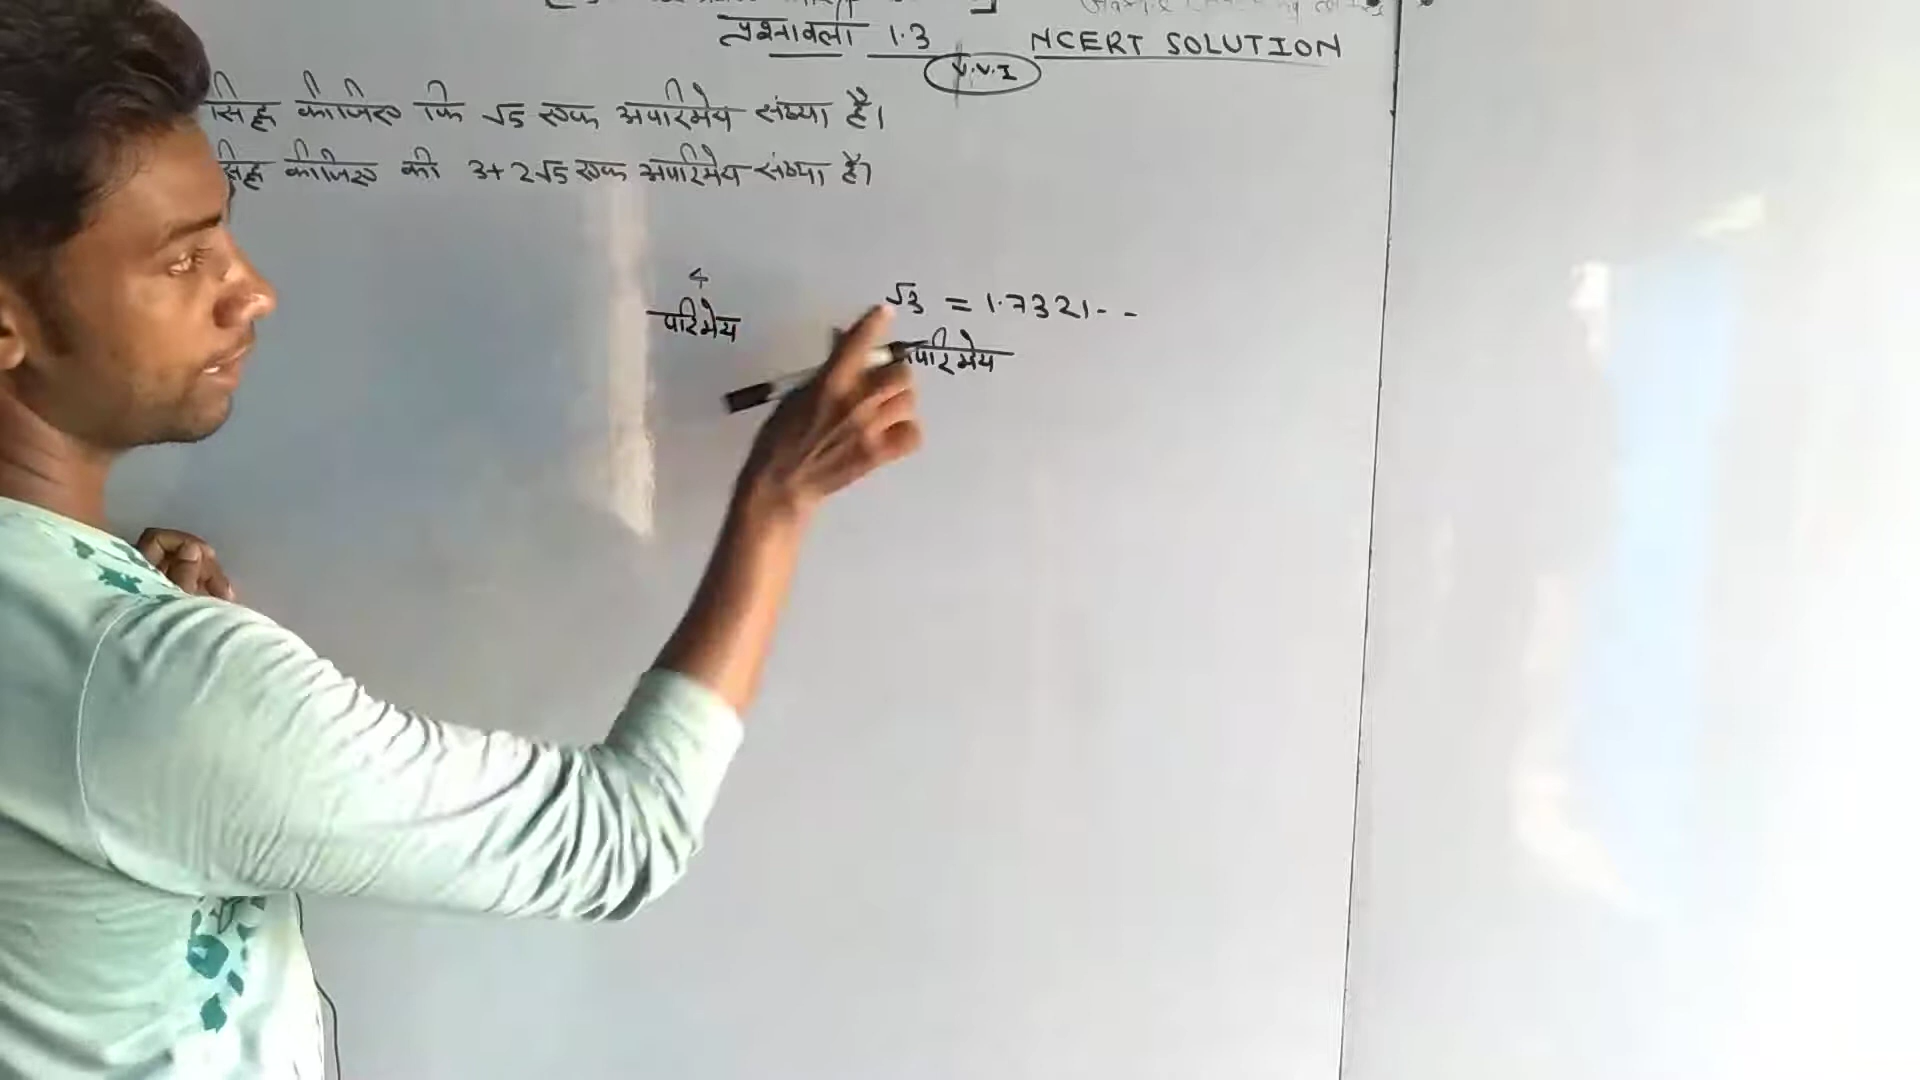 प्रश्नावली 1.3 NCERT SOLUTION
V.V.I
सिद्ध कीजिए कि √5 एक अपरिमेय संख्या है।
सिद्ध कीजिए की 3+2√5 एक अपरिमेय संख्या है।
4 √3 = 1.7321--
परिमेय अपरिमेय